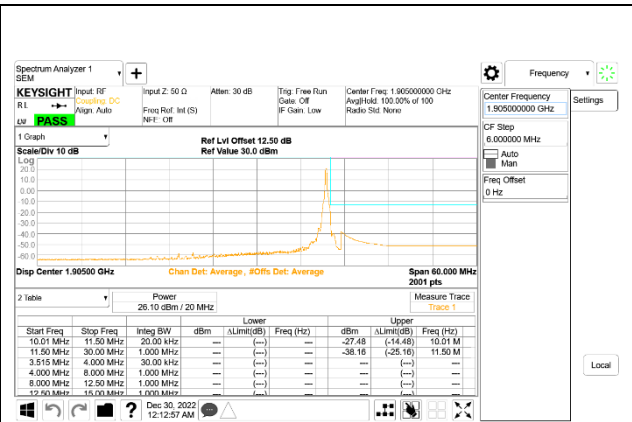 Spectrum Analyzer 1
SEM
Frequency
KEYSIGHT Input: RF Input Z: 50 Ω Atten: 30 dB Trig: Free Run Center Freq: 1.905000000 GHz
RL Coupling: DC Gate: Off Avg|Hold: 100.00% of 100
Align: Auto Freq Ref: Int (S) IF Gain: Low Radio Std: None
PASS NFE: Off
Center Frequency
1.905000000 GHz
Settings
CF Step
6.000000 MHz
Auto
Man
Freq Offset
0 Hz
1 Graph
Scale/Div 10 dB
Ref Lvl Offset 12.50 dB
Ref Value 30.0 dBm
Log
20.0
10.0
0.00
-10.0
-20.0
-30.0
-40.0
-50.0
-60.0
Disp Center 1.90500 GHz Chan Det: Average, #Offs Det: Average Span 60.000 MHz
2001 pts
2 Table Power Measure Trace
26.10 dBm / 20 MHz Trace 1
Lower Upper
Start Freq Stop Freq Integ BW dBm ΔLimit(dB) Freq (Hz) dBm ΔLimit(dB) Freq (Hz)
10.01 MHz 11.50 MHz 20.00 kHz --- (---) --- -27.48 (-14.48) 10.01 M
11.50 MHz 30.00 MHz 1.000 MHz --- (---) --- -38.16 (-25.16) 11.50 M
3.515 MHz 4.000 MHz 30.00 kHz --- (---) --- --- (---) ---
4.000 MHz 8.000 MHz 1.000 MHz --- (---) --- --- (---) ---
8.000 MHz 12.50 MHz 1.000 MHz --- (---) --- --- (---) ---
12.50 MHz 15.00 MHz 1.000 MHz --- (---) --- --- (---) ---
Local
? Dec 30, 2022
12:12:57 AM